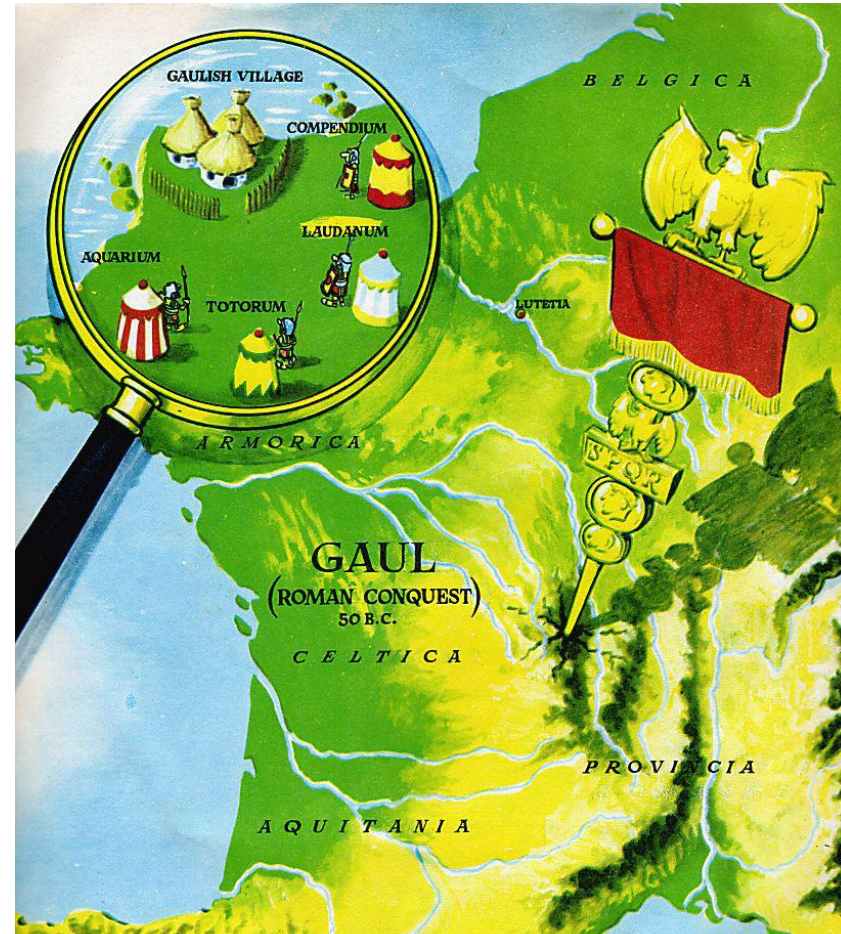 GAULISH VILLAGE
COMPENDIUM
LAUDANUM
AQUARIUM
TOTORUM
BELGICA
LUTETIA
SPQR
ARMORICA
GAUL
(ROMAN CONQUEST)
50 B.C.
CELTICA
PROVINCIA
AQUITANIA